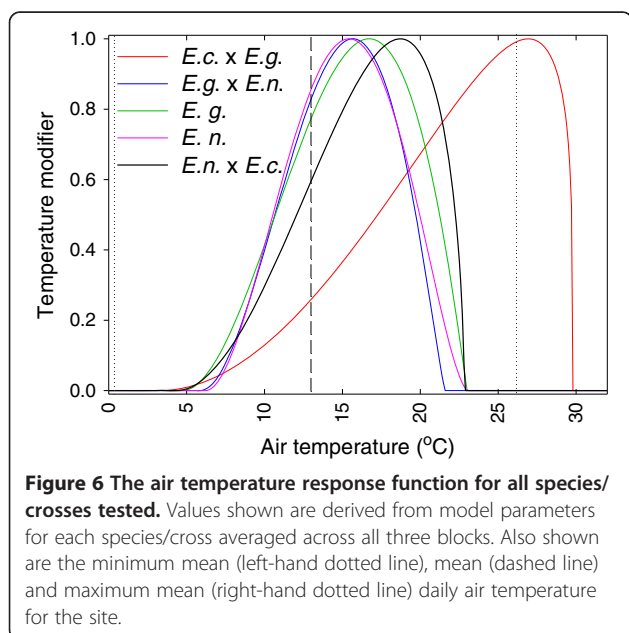 E.c. x E.g.
E.g. x E.n.
E. g.
E. n.
E.n. x E.c.
Temperature modifier
1.0
0.8
0.6
0.4
0.2
0.0
0 5 10 15 20 25 30
Air temperature (°C)
Figure 6 The air temperature response function for all species/
crosses tested. Values shown are derived from model parameters
for each species/cross averaged across all three blocks. Also shown
are the minimum mean (left-hand dotted line), mean (dashed line)
and maximum mean (right-hand dotted line) daily air temperature
for the site.